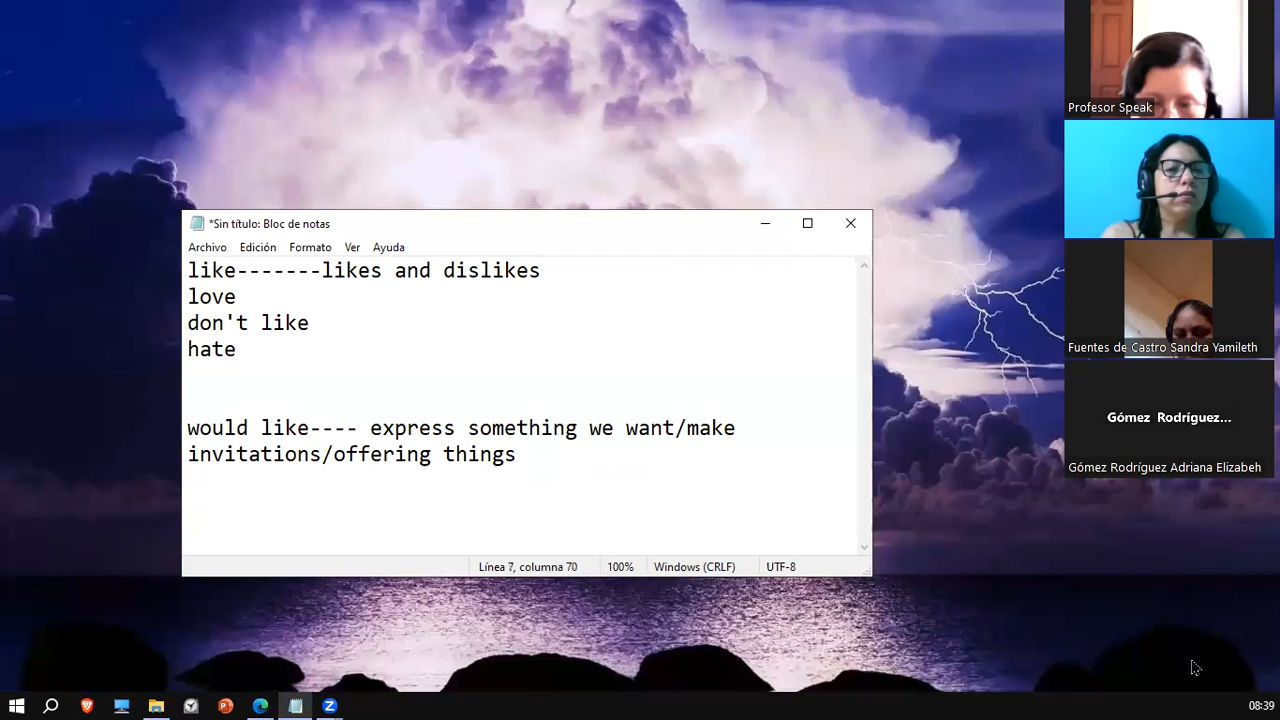 Profesor Speak
*Sin título: Bloc de notas
Archivo Edición Formato Ver Ayuda
like-------likes and dislikes
love
don't like
hate
would like---- express something we want/make
invitations/offering things
Fuentes de Castro Sandra Yamileth
Gómez Rodríguez...
Gómez Rodríguez Adriana Elizabeh
Línea 7, columna 70 100% Windows (CRLF) UTF-8
08:39